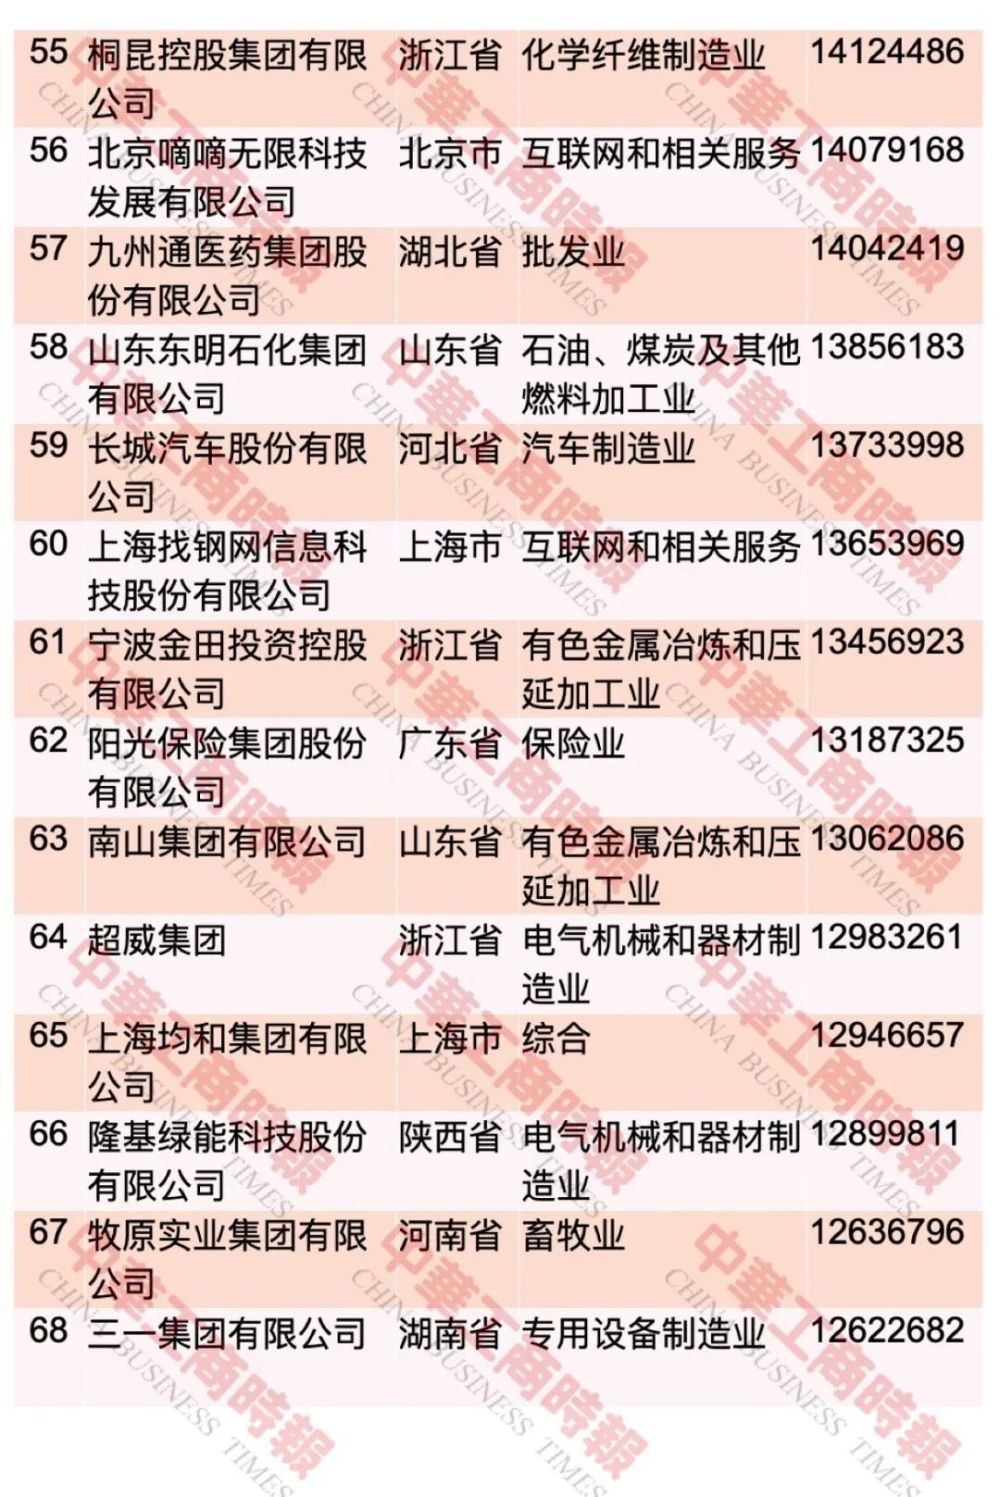 55 桐昆控股集团有限 浙江省 化学纤维制造业 14124486
公司
56 北京嘀嘀无限科技 北京市 互联网和相关服务 14079168
发展有限公司
57 九州通医药集团股 湖北省 批发业 14042419
份有限公司
58 山东东明石化集团 山东省 石油、煤炭及其他 13856183
有限公司 燃料加工业
59 长城汽车股份有限 河北省 汽车制造业 13733998
公司
60 上海找钢网信息科 上海市 互联网和相关服务 13653969
技股份有限公司
61 宁波金田投资控股 浙江省 有色金属冶炼和压 13456923
有限公司 延加工业
62 阳光保险集团股份 广东省 保险业 13187325
有限公司
63 南山集团有限公司 山东省 有色金属冶炼和压 13062086
延加工业
64 超威集团 浙江省 电气机械和器材制 12983261
造业
65 上海均和集团有限 上海市 综合 12946657
公司
66 隆基绿能科技股份 陕西省 电气机械和器材制 12899811
有限公司 造业
67 牧原实业集团有限 河南省 畜牧业 12636796
公司
68 三一集团有限公司 湖南省 专用设备制造业 12622682
中華工商時報
CHINA BUSINESS TIMES